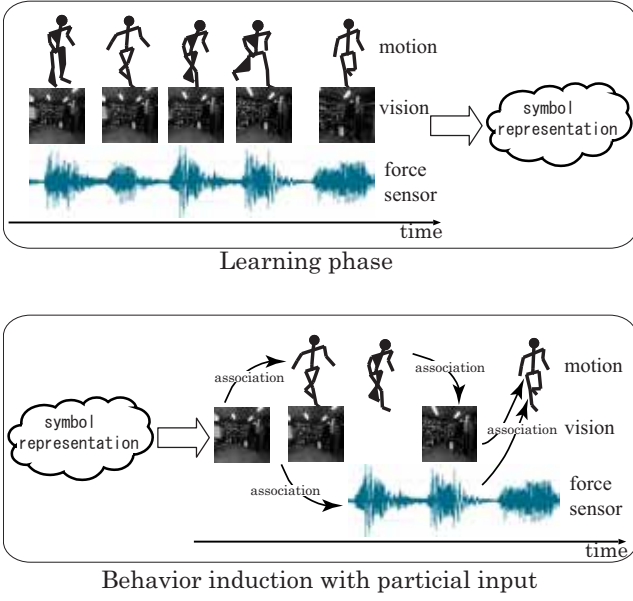 motion
vision
symbol
representation
force
sensor
time
Learning phase
association
motion
symbol
representation
association
vision
association
force
sensor
time
Behavior induction with particial input